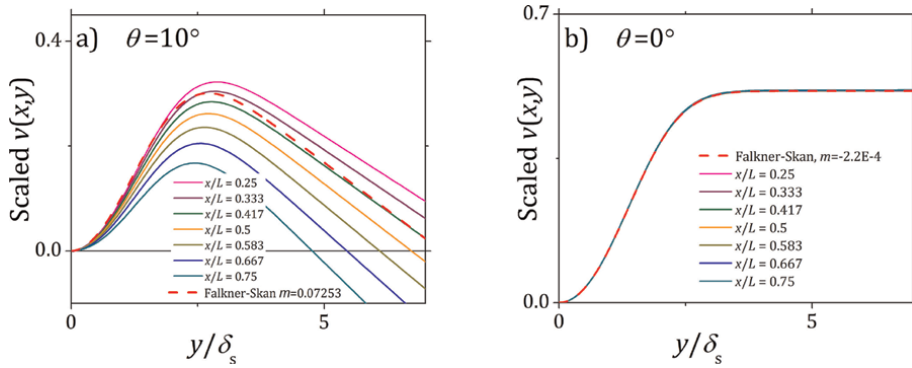 a) θ=10°
0.4
0.0
Scaled v(x,y)
x/L = 0.25
x/L = 0.333
x/L = 0.417
x/L = 0.5
x/L = 0.583
x/L = 0.667
x/L = 0.75
Falkner-Skan m=0.07253
0 5
y/δs
b) θ=0°
0.7
0.0
Scaled v(x,y)
Falkner-Skan, m=-2.2E-4
x/L = 0.25
x/L = 0.333
x/L = 0.417
x/L = 0.5
x/L = 0.583
x/L = 0.667
x/L = 0.75
0 5
y/δs